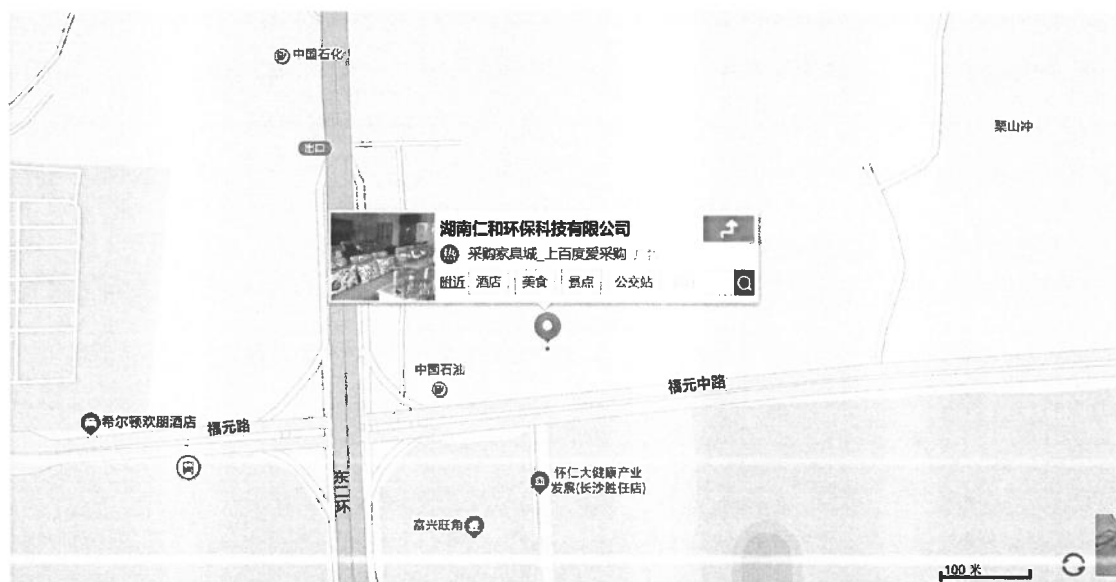 中国石化
聚山冲
出口
湖南仁和环保科技有限公司
采购家具城_上百度爱采购 广告
附近 酒店 美食 景点 公交站
中国石油
福元中路
希尔顿欢朋酒店
福元路
怀仁大健康产业
发展(长沙胜任店)
富兴旺角
100 米